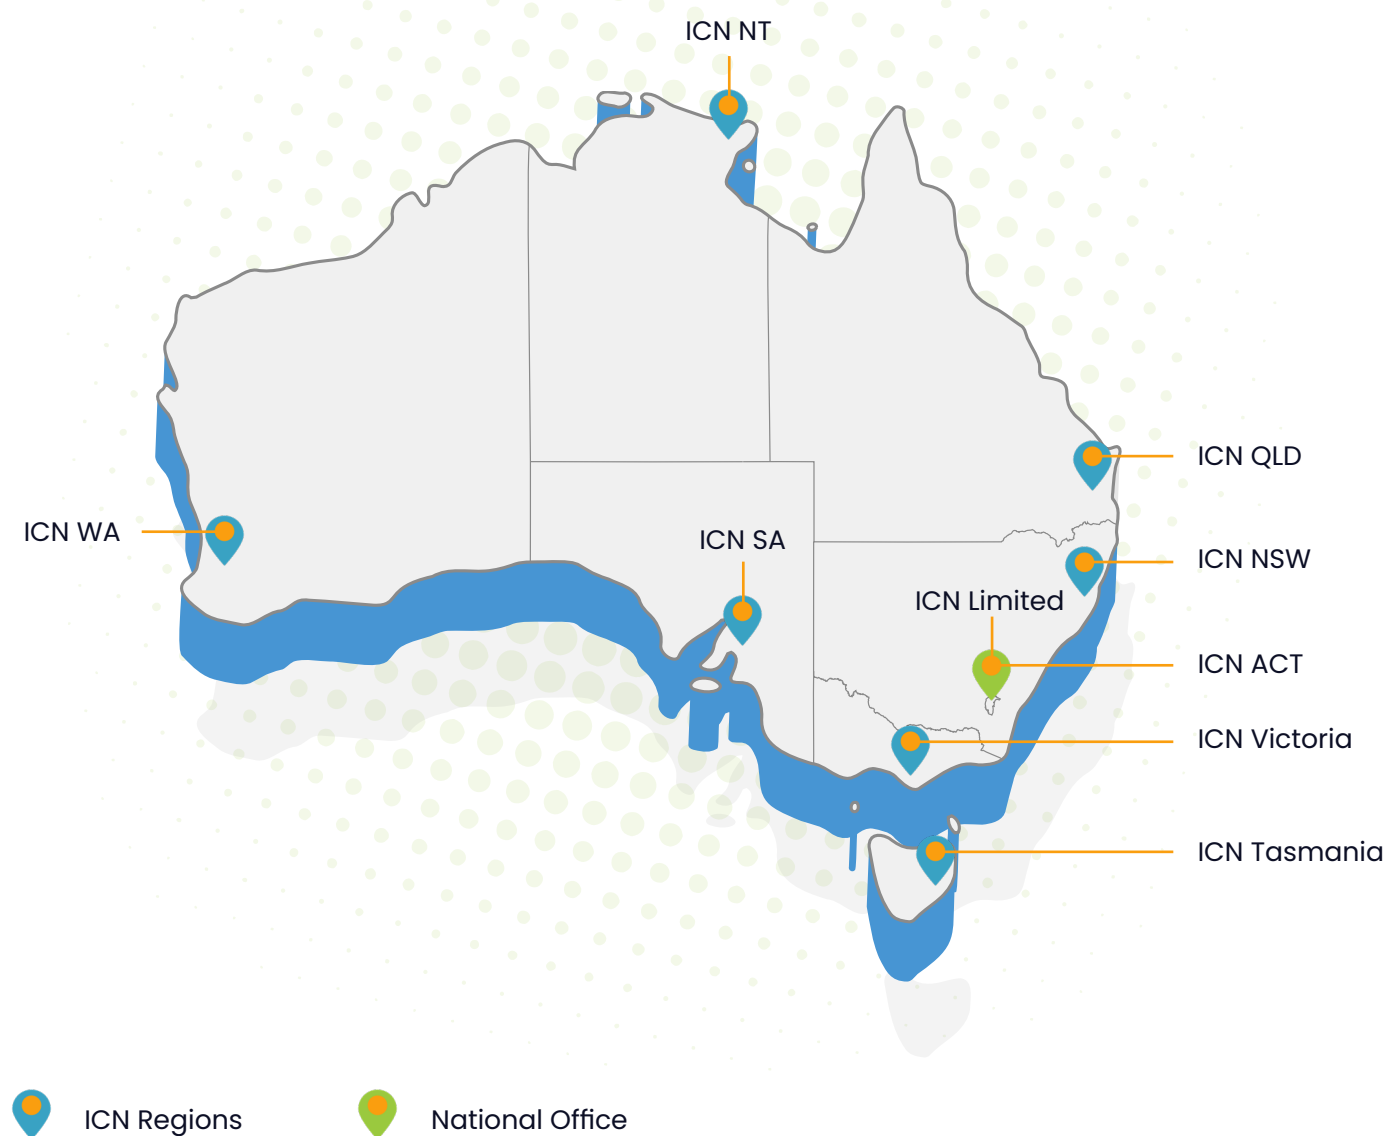 ICN NT
ICN QLD
ICN WA
ICN SA
ICN NSW
ICN Limited
ICN ACT
ICN Victoria
ICN Tasmania
ICN Regions
National Office